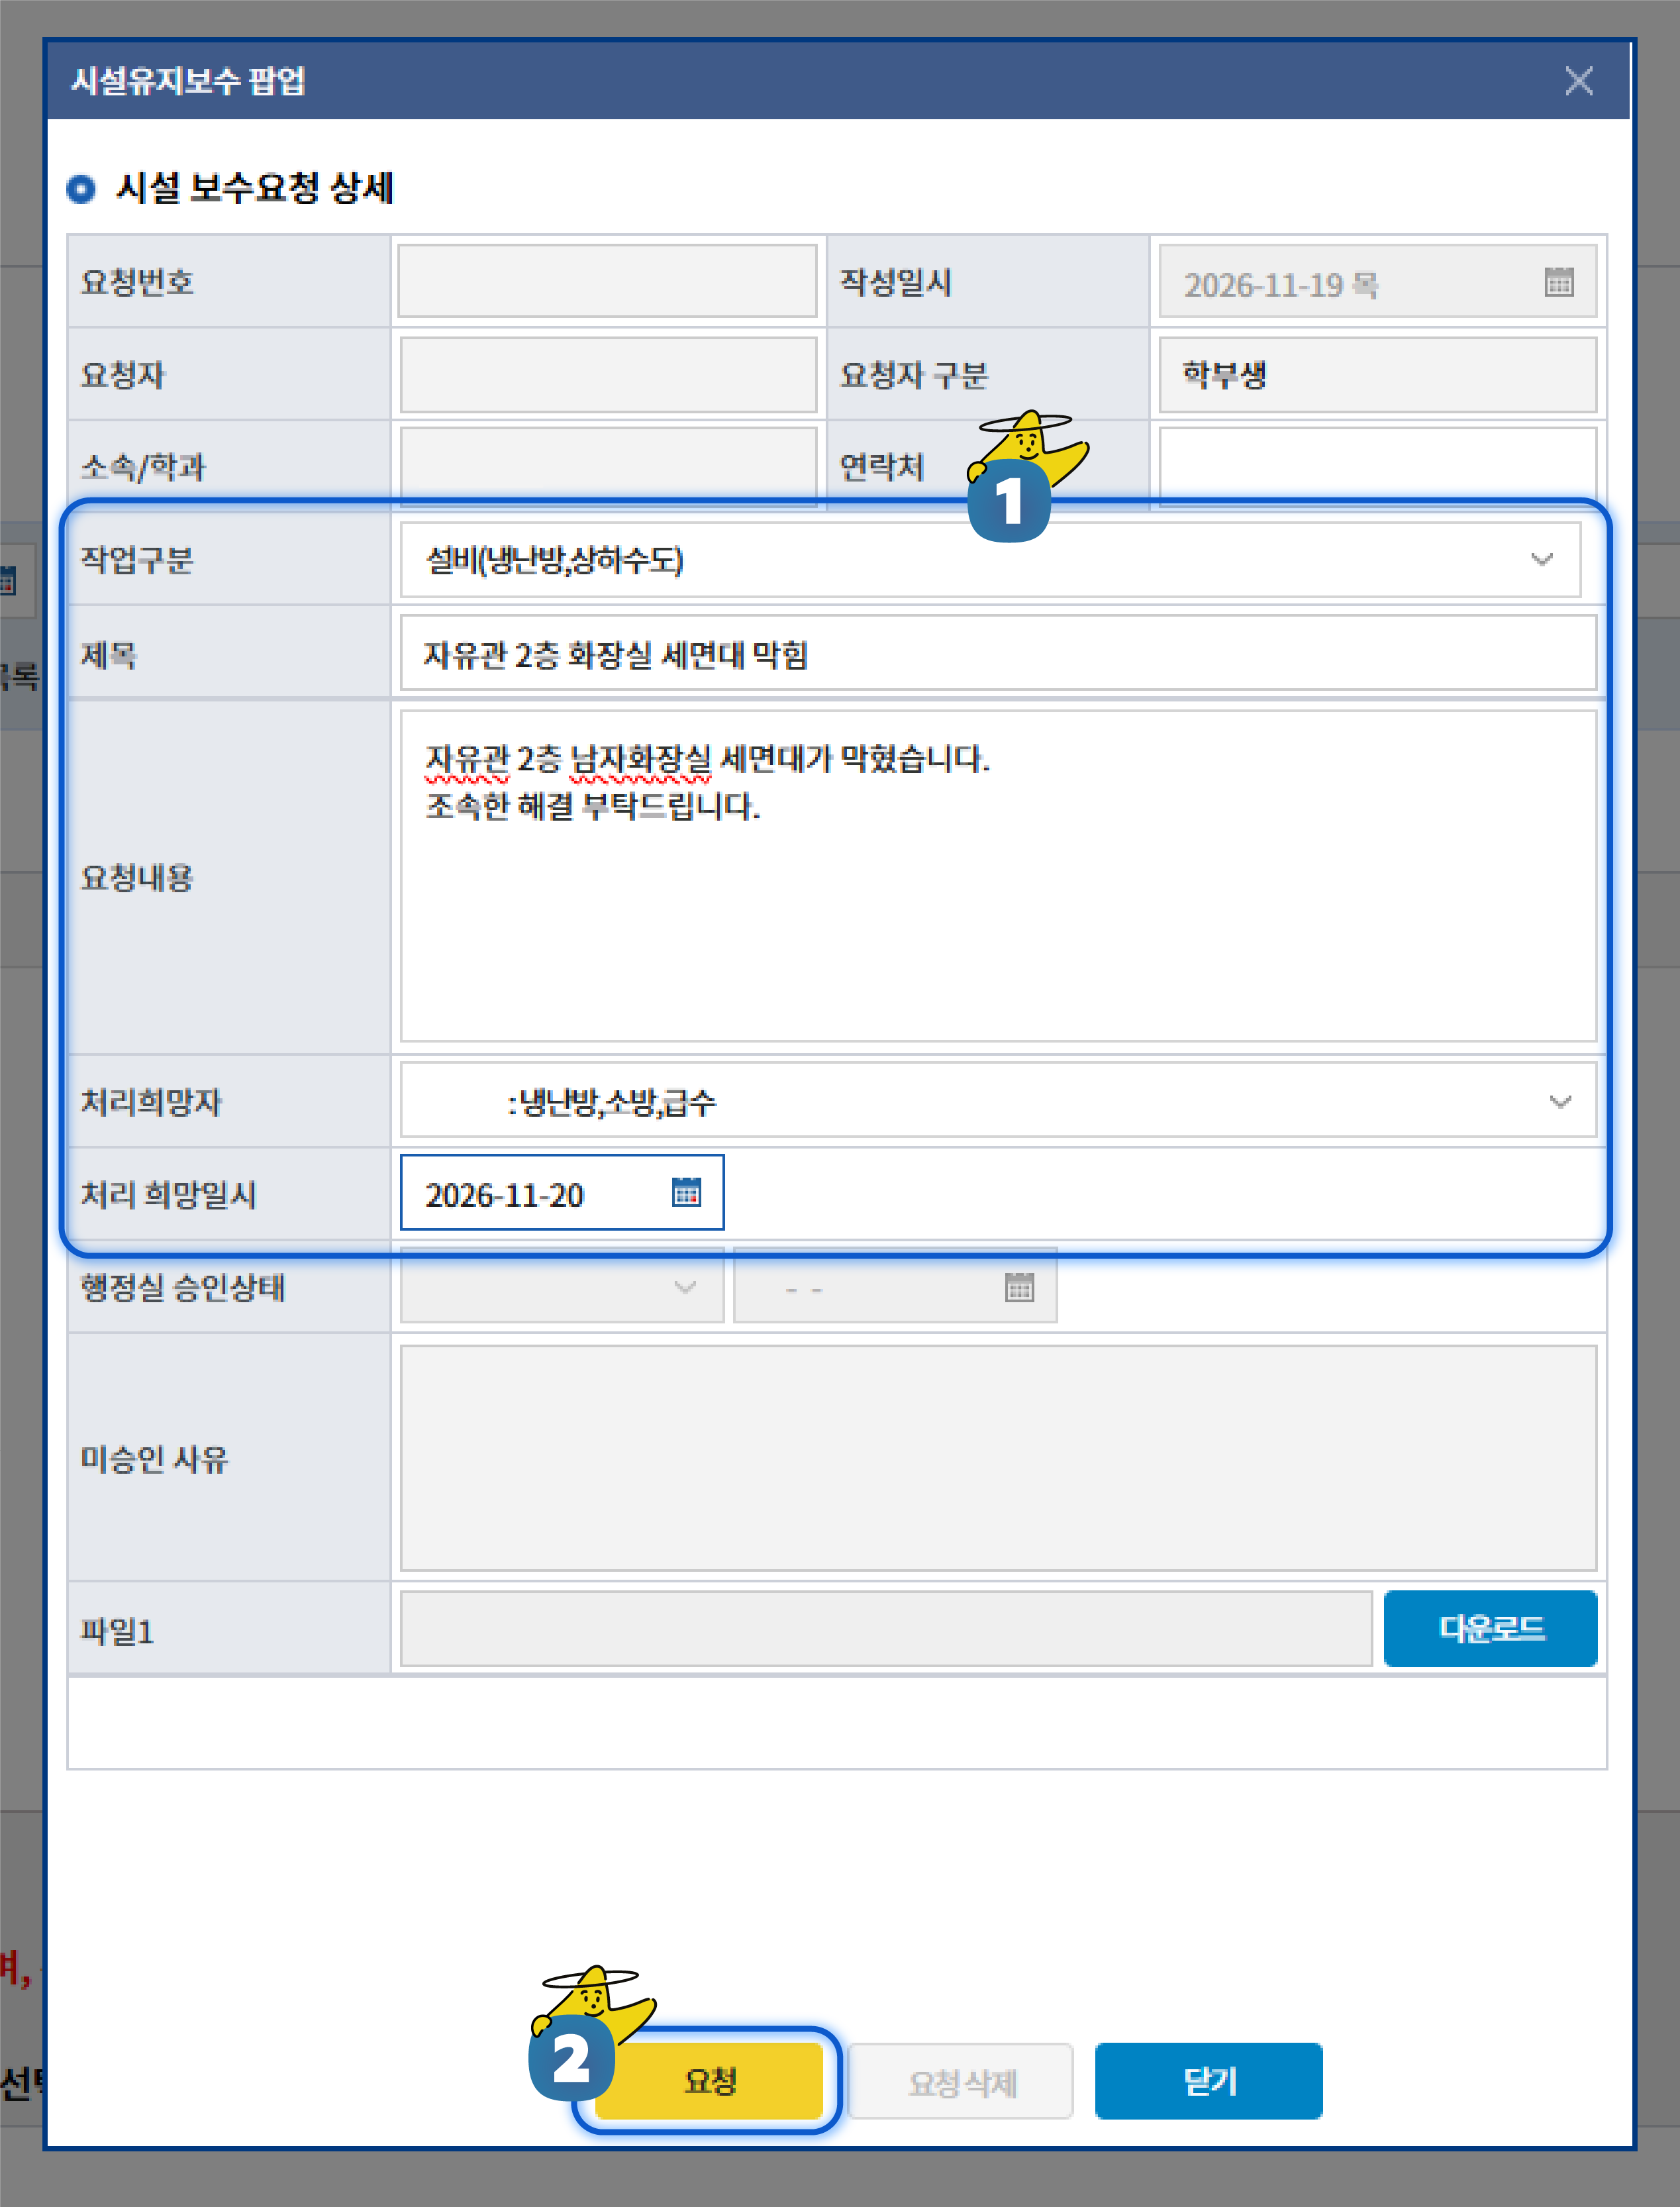 시설유지보수 팝업
시설 보수요청 상세
요청번호
작성일시 2026-11-19 목
요청자
요청자 구분 학부생
소속/학과
연락처
1
작업구분 설비(냉난방,상하수도)
제목 자유관 2층 화장실 세면대 막힘
요청내용
자유관 2층 남자화장실 세면대가 막혔습니다.
조속한 해결 부탁드립니다.
처리희망자 : 냉난방,소방,급수
처리 희망일시 2026-11-20
행정실 승인상태 - -
미승인 사유
파일1 다운로드
2
요청 요청삭제 닫기